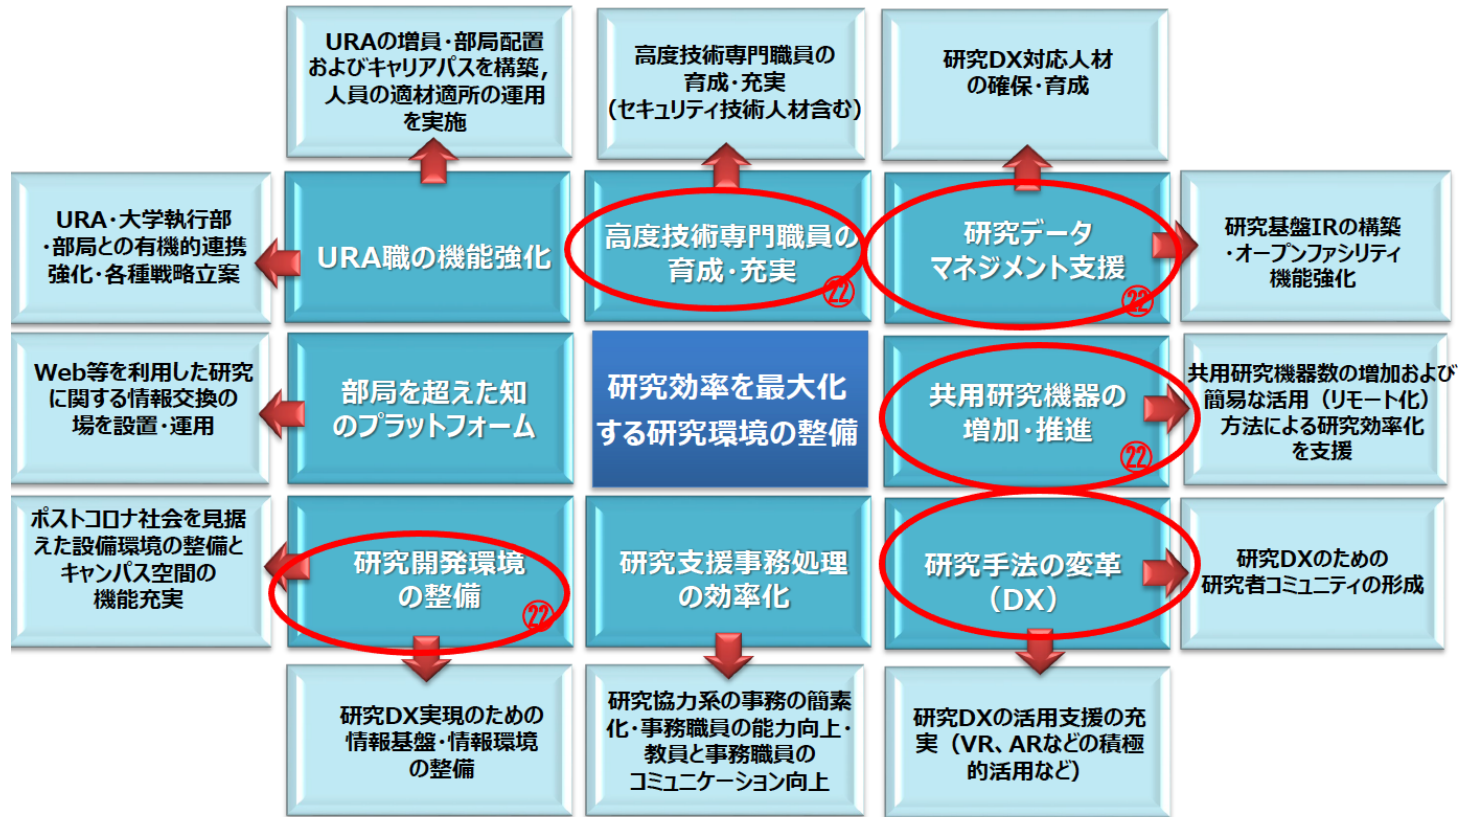 URAの増員・部局配置
およびキャリアパスを構築，
人員の適材適所の運用
を実施
高度技術専門職員の
育成・充実
（セキュリティ技術人材含む）
研究DX対応人材
の確保・育成
URA・大学執行部
・部局との有機的連携
強化・各種戦略立案
URA職の機能強化
高度技術専門職員の
育成・充実
㉒
研究データ
マネジメント支援
㉒
研究基盤IRの構築
・オープンファシリティ
機能強化
Web等を利用した研究
に関する情報交換の
場を設置・運用
部局を超えた知
のプラットフォーム
研究効率を最大化
する研究環境の整備
共用研究機器の
増加・推進
㉒
共用研究機器数の増加および
簡易な活用（リモート化）
方法による研究効率化
を支援
ポストコロナ社会を見据
えた設備環境の整備と
キャンパス空間の
機能充実
研究開発環境
の整備
㉒
研究支援事務処理
の効率化
研究手法の変革
（DX）
研究DXのための
研究者コミュニティの形成
研究DX実現のための
情報基盤・情報環境
の整備
研究協力系の事務の簡素
化・事務職員の能力向上・
教員と事務職員の
コミュニケーション向上
研究DXの活用支援の充
実（VR、ARなどの積極
的活用など）